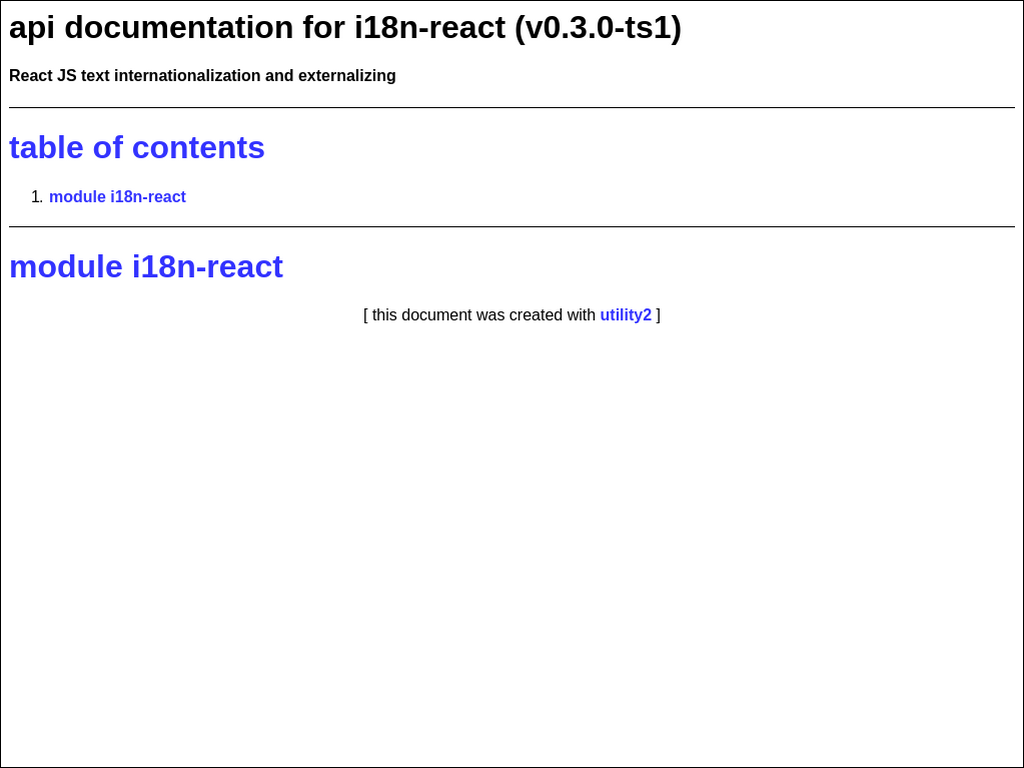 api documentation for i18n-react (v0.3.0-ts1)
React JS text internationalization and externalizing
table of contents
1. module i18n-react
module i18n-react
[ this document was created with utility2 ]